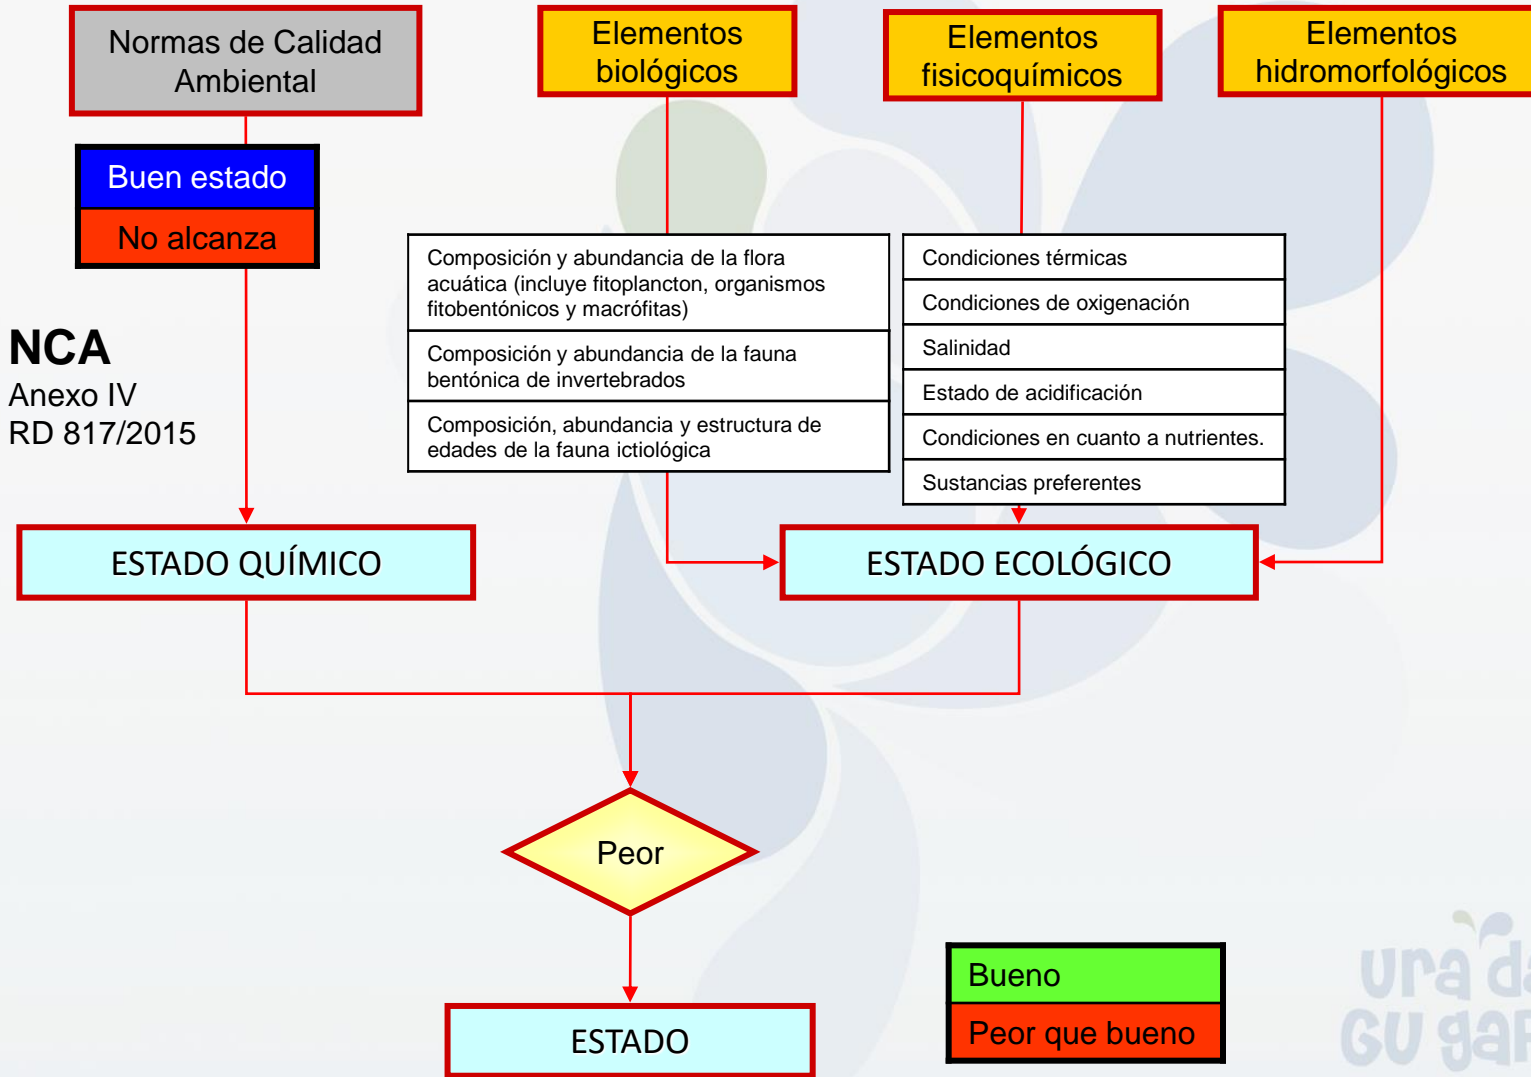 Normas de Calidad
Ambiental
Elementos
biológicos
Elementos
fisicoquímicos
Elementos
hidromorfológicos
Buen estado
No alcanza
NCA
Anexo IV
RD 817/2015
Composición y abundancia de la flora
acuática (incluye fitoplancton, organismos
fitobentónicos y macrófitas)
Composición y abundancia de la fauna
bentónica de invertebrados
Composición, abundancia y estructura de
edades de la fauna ictiológica
Condiciones térmicas
Condiciones de oxigenación
Salinidad
Estado de acidificación
Condiciones en cuanto a nutrientes.
Sustancias preferentes
ESTADO QUÍMICO
ESTADO ECOLÓGICO
Peor
ESTADO
Bueno
Peor que bueno
ura
GU